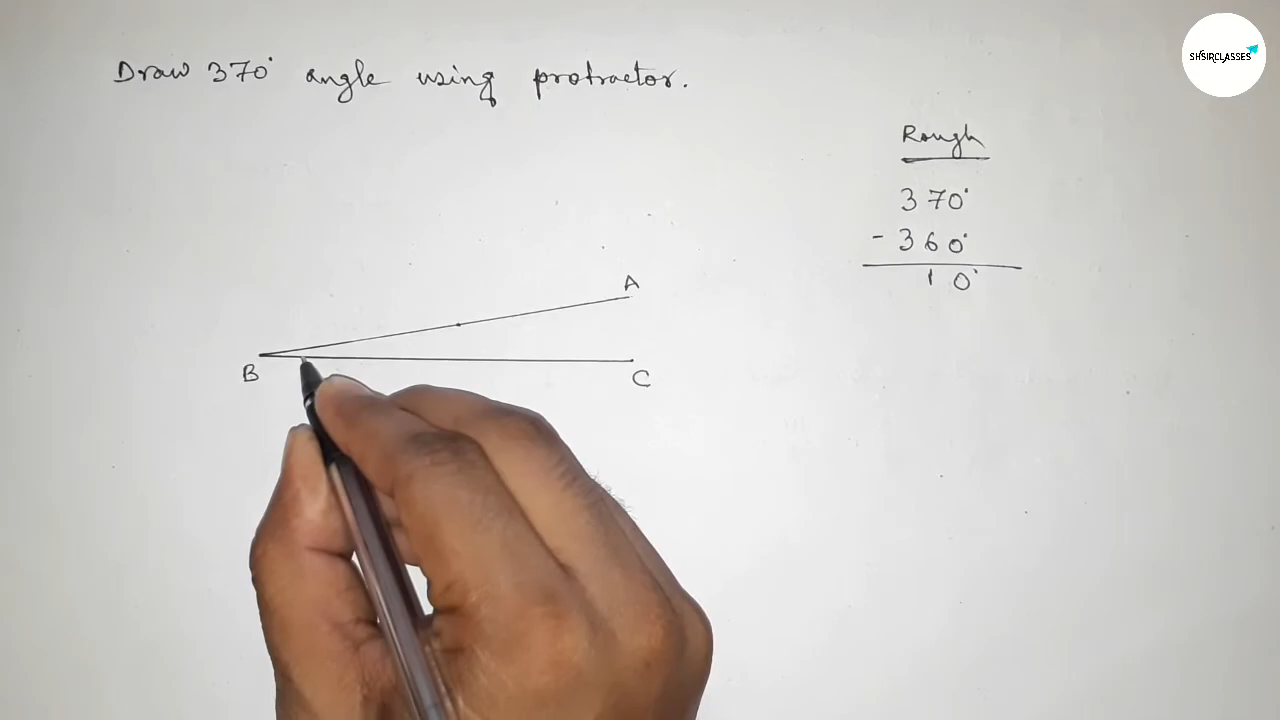 Draw 370° angle using protractor.
SHSIRCLASSES
Rough
370°
- 360°
10°
A
B
C